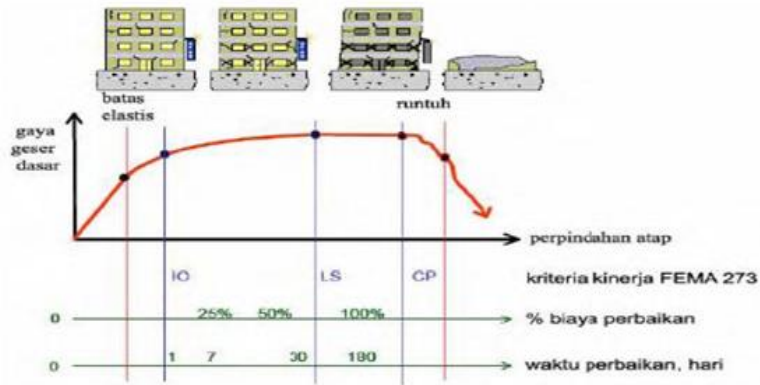 batas
elastis
runtuh
gaya
geser
dasar
perpindahan atap
IO LS CP kriteria kinerja FEMA 273
0 25% 50% 100% % biaya perbaikan
0 1 7 30 180 waktu perbaikan, hari